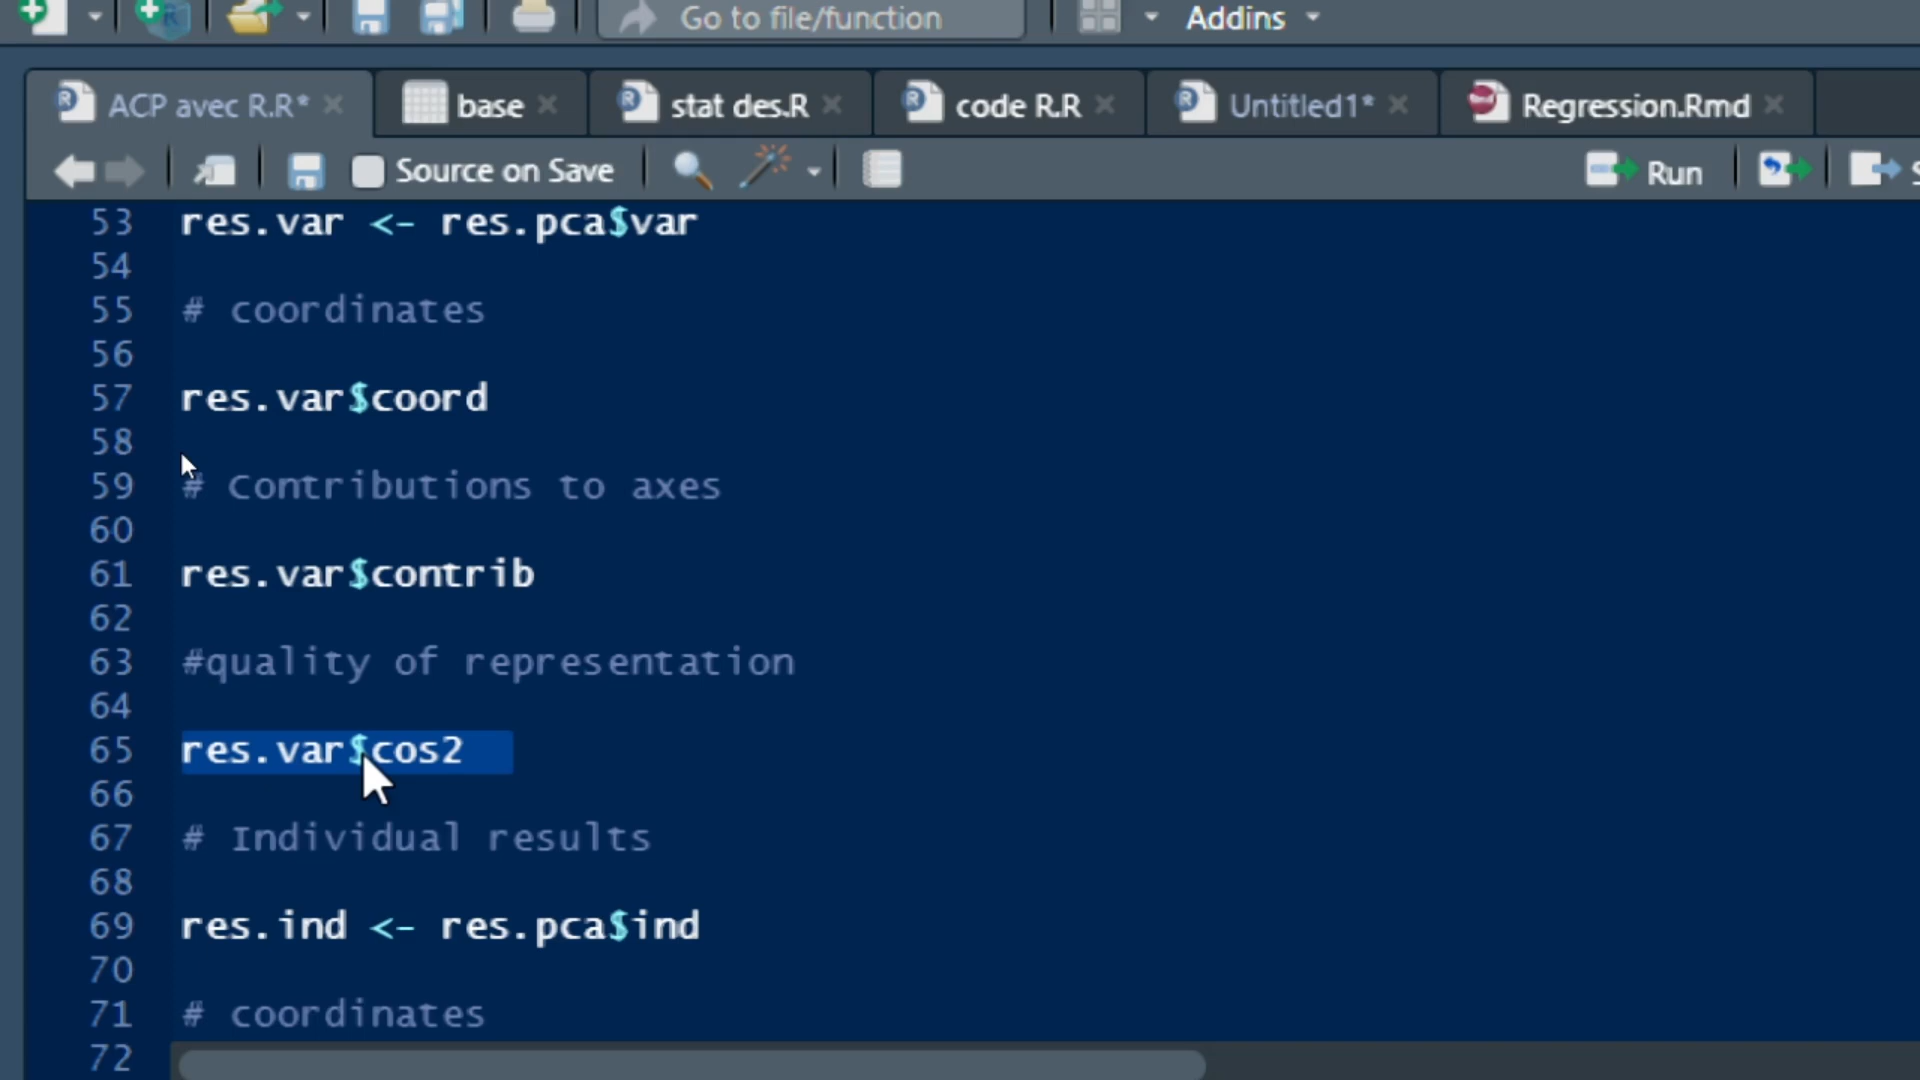 Go to file/function
Addins
ACP avec R.R*
base
stat des.R
code R.R
Untitled1*
Regression.Rmd
Source on Save
Run
53 res.var <- res.pca$var
54
55 # coordinates
56
57 res.var$coord
58
59 # Contributions to axes
60
61 res.var$contrib
62
63 #quality of representation
64
65 res.var$cos2
66
67 # Individual results
68
69 res.ind <- res.pca$ind
70
71 # coordinates
72